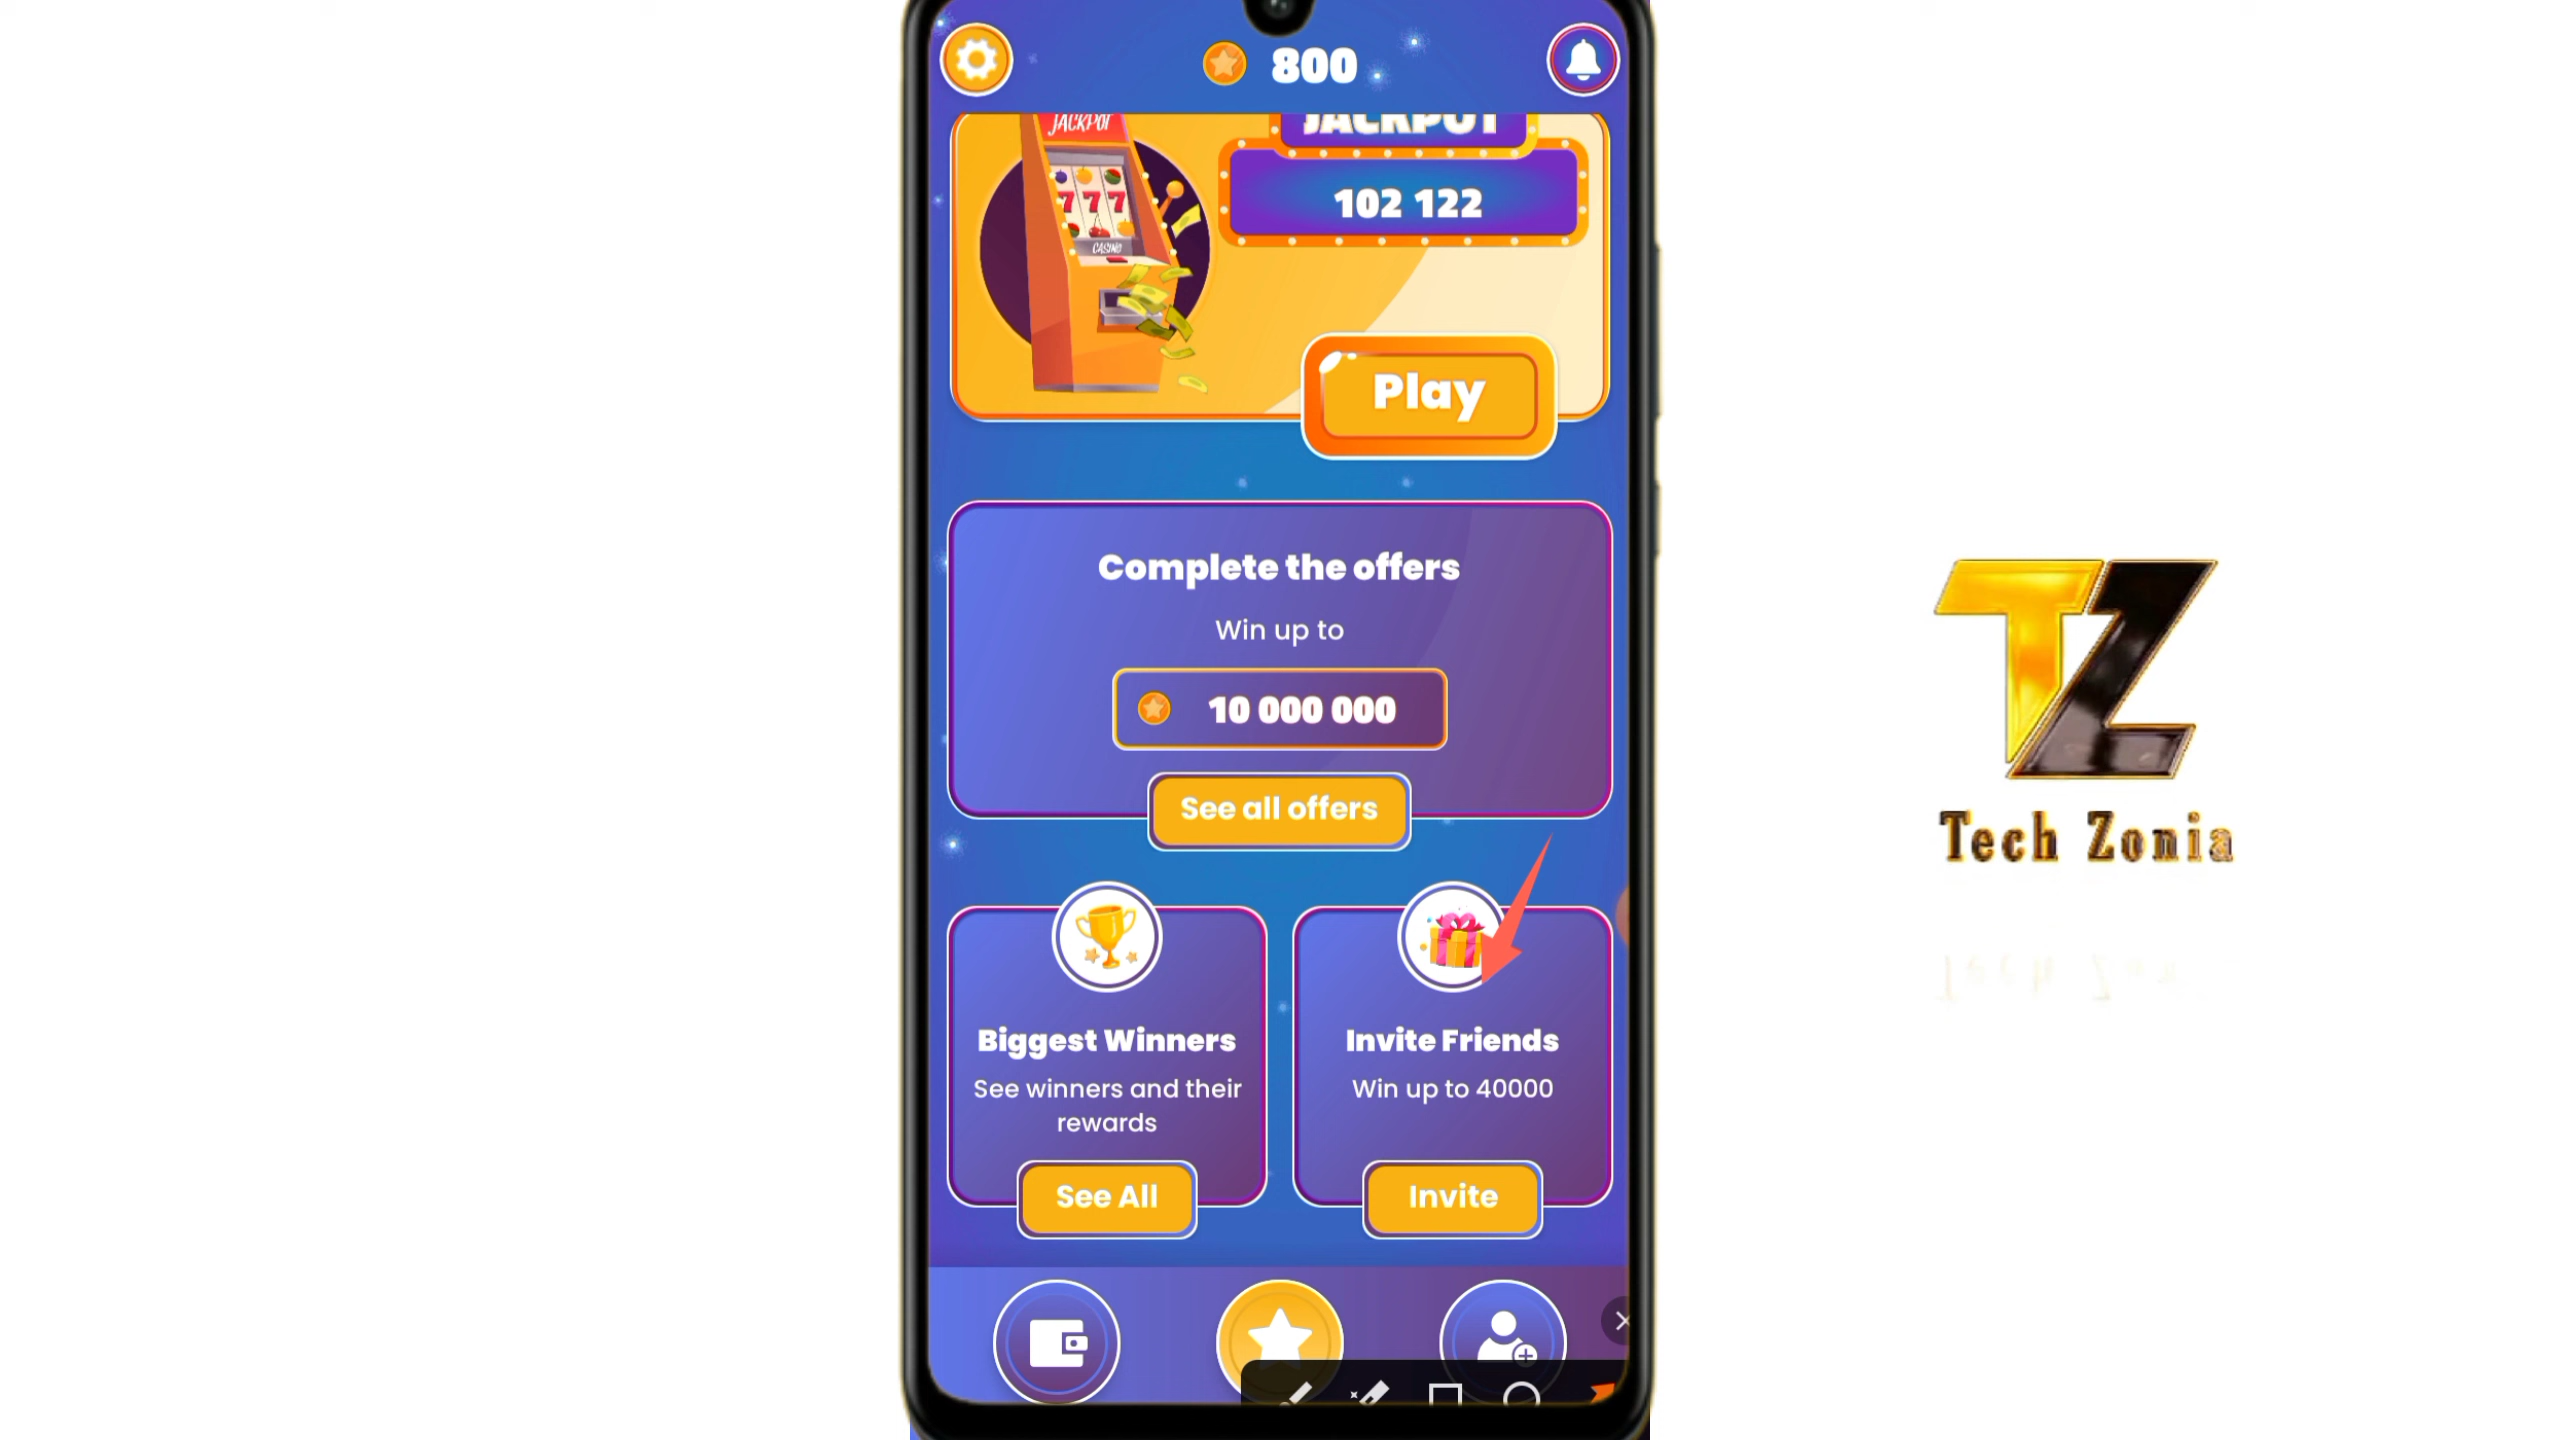 800
JACKPOT
JACKPOT
777
CASINO
102 122
Play
Complete the offers
Win up to
10 000 000
See all offers
Biggest Winners
See winners and their
rewards
See All
Invite Friends
Win up to 40000
Invite
TZ
Tech Zonia